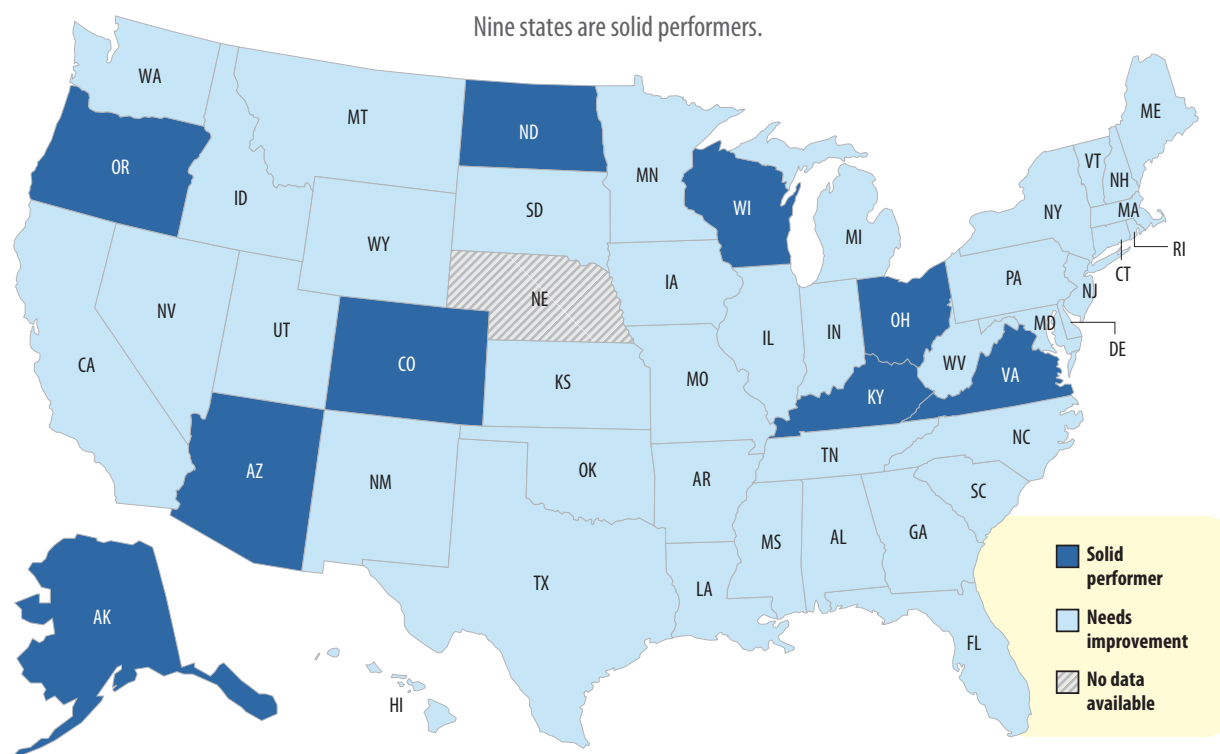 Nine states are solid performers.
WA
OR
MT
ID
ND
MN
SD
WI
WY
NV
UT
CA
CO
NE
IA
KS
MO
IL
IN
MI
OH
KY
WV
VA
PA
NY
VT
NH
ME
MA
RI
CT
NJ
MD
DE
NC
TN
SC
AZ
NM
OK
AR
MS
AL
GA
TX
LA
FL
AK
HI
Solid
performer
Needs
improvement
No data
available